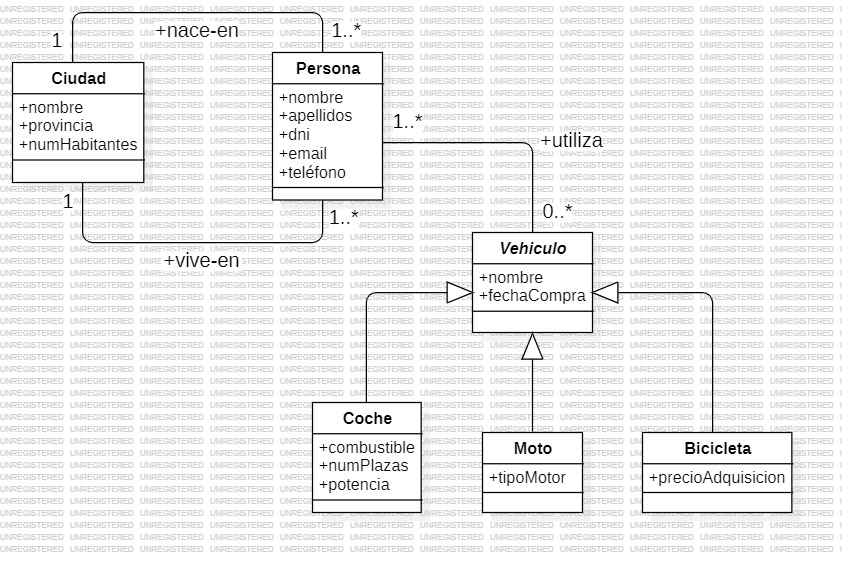 +nace-en
1
1..*
Ciudad
+nombre
+provincia
+numHabitantes
Persona
+nombre
+apellidos
+dni
+email
+teléfono
1..*
+utiliza
0..*
1
1..*
+vive-en
Vehiculo
+nombre
+fechaCompra
Coche
+combustible
+numPlazas
+potencia
Moto
+tipoMotor
Bicicleta
+precioAdquisicion
UNREGISTERED